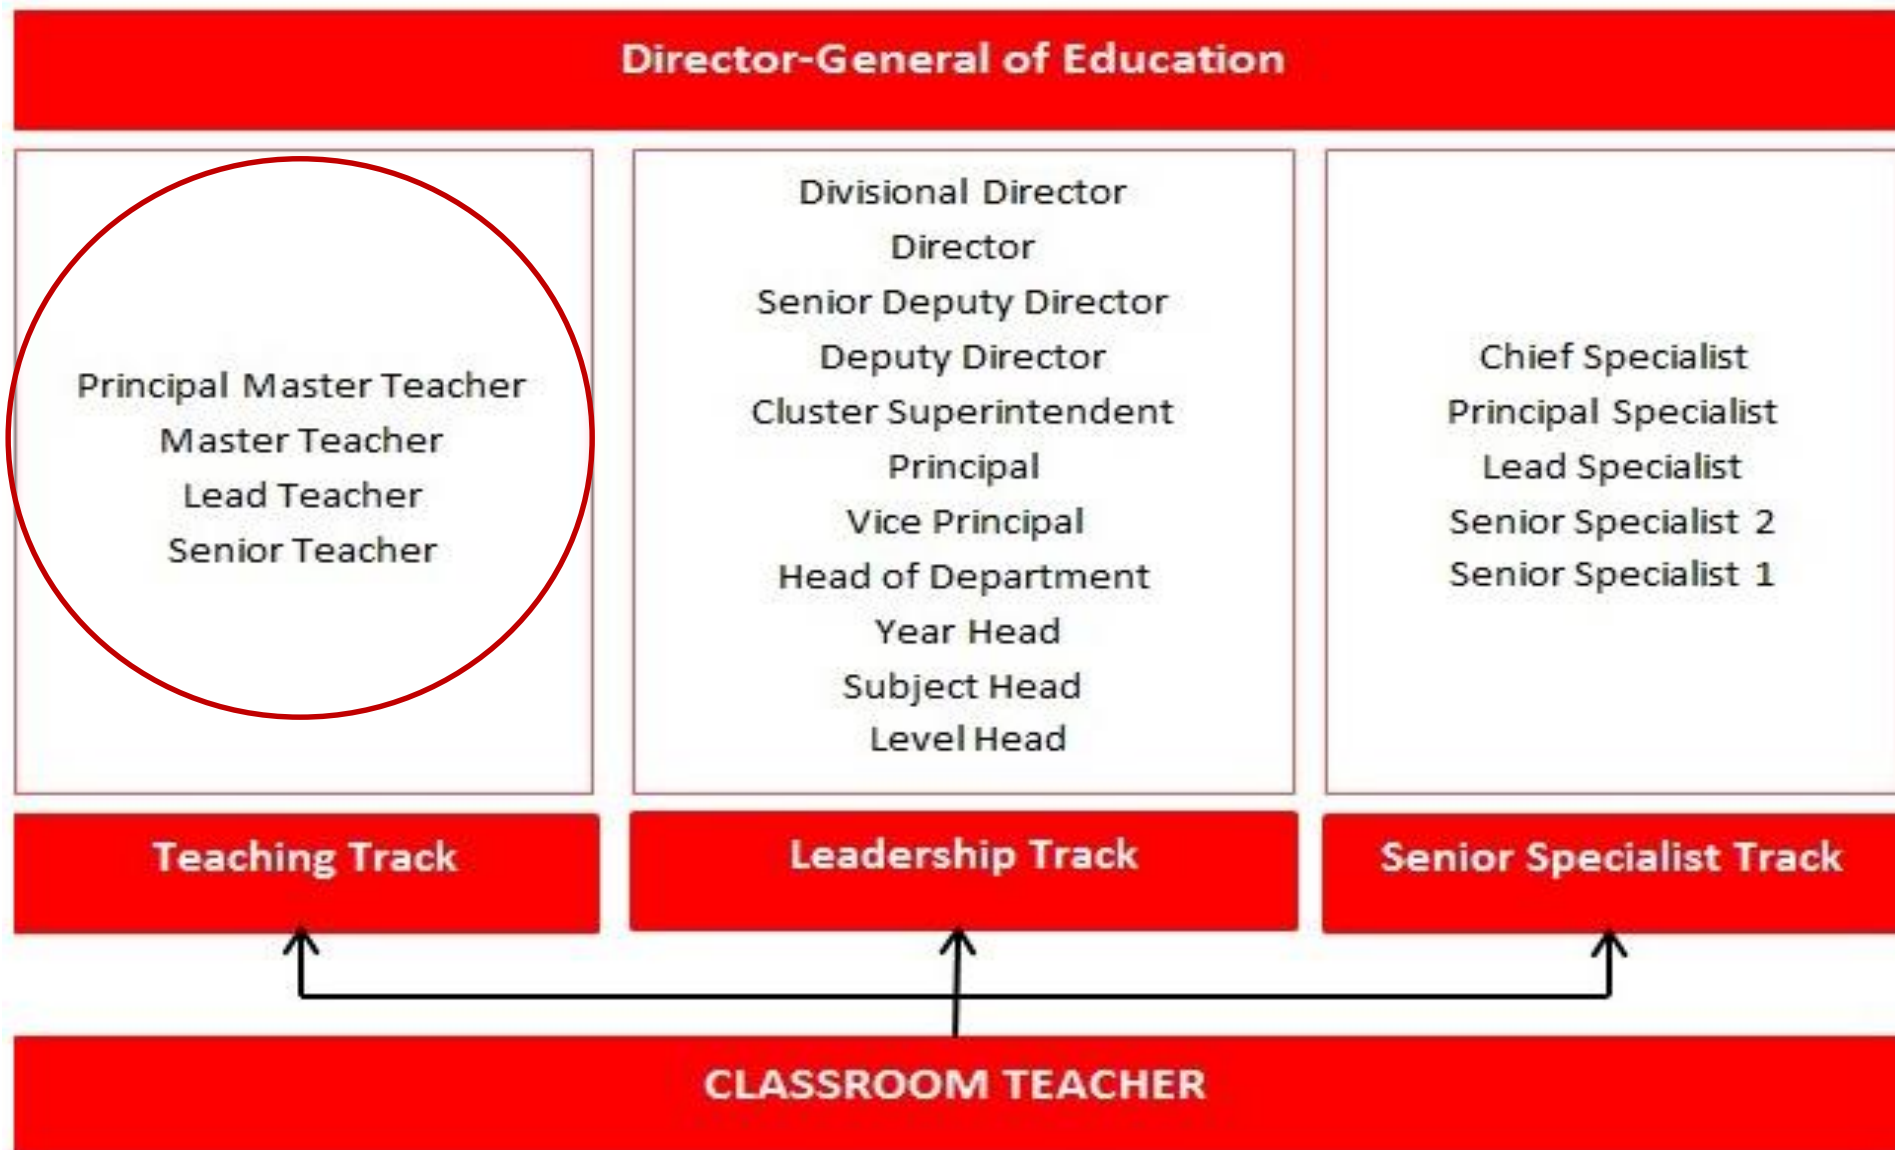 Director-General of Education
Principal Master Teacher
Master Teacher
Lead Teacher
Senior Teacher
Divisional Director
Director
Senior Deputy Director
Deputy Director
Cluster Superintendent
Principal
Vice Principal
Head of Department
Year Head
Subject Head
Level Head
Chief Specialist
Principal Specialist
Lead Specialist
Senior Specialist 2
Senior Specialist 1
Teaching Track
Leadership Track
Senior Specialist Track
CLASSROOM TEACHER